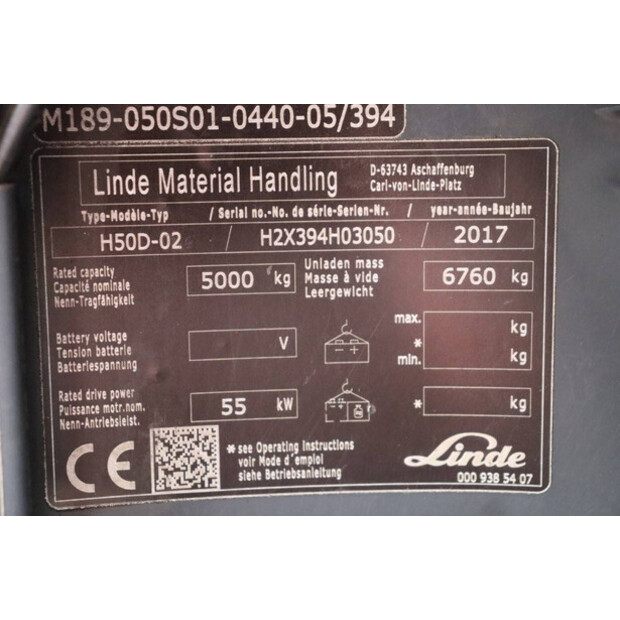 M189-050S01-0440-05/394
Linde Material Handling
D-63743 Aschaffenburg
Carl-von-Linde-Platz
Type-Modèle-Typ / Serial no.-No. de série-Serien-Nr. / year-année-Baujahr
H50D-02 / H2X394H03050 / 2017
Rated capacity
Capacité nominale
Nenn-Tragfähigkeit
5000 kg
Unladen mass
Masse à vide
Leergewicht
6760 kg
Battery voltage
Tension batterie
Batteriespannung
V
- +
max. kg
*
min. kg
Rated drive power
Puissance motr.nom.
Nenn-Antriebsleist.
55 kW
- +
kg
* kg
CE
* see Operating Instructions
voir Mode d'emploi
siehe Betriebsanleitung
Linde
000 938 54 07